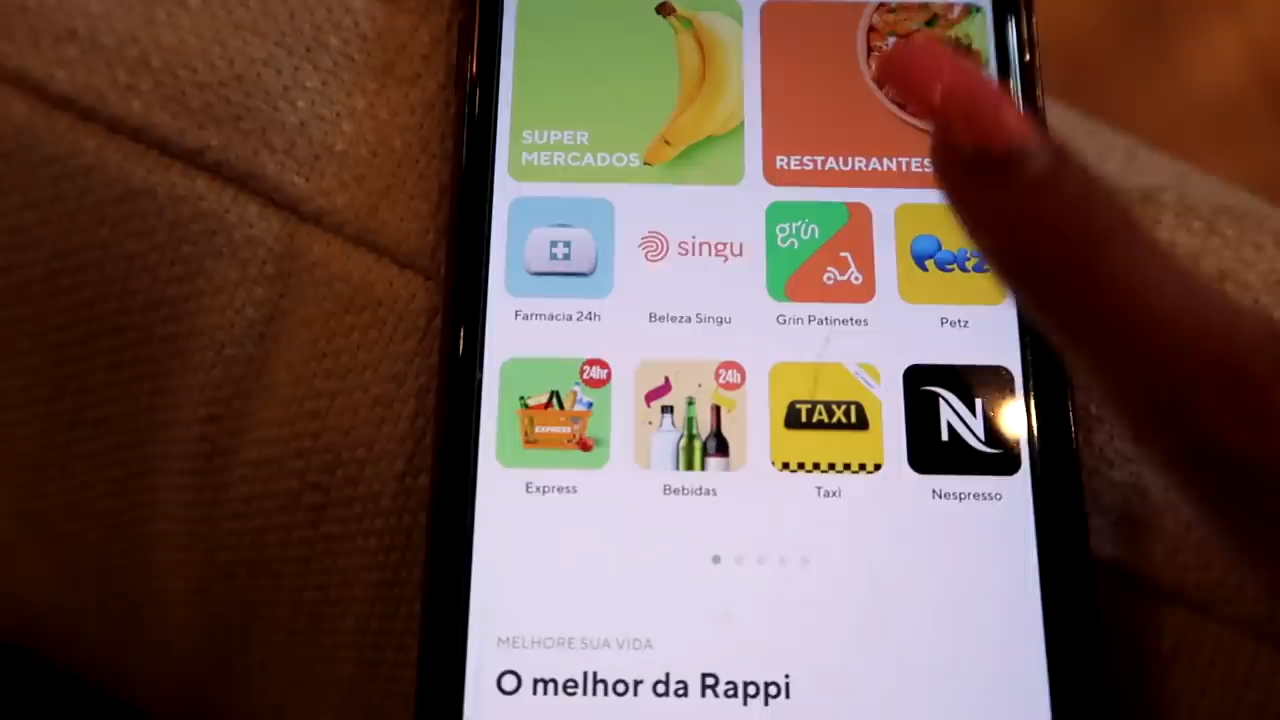 SUPER
MERCADOS
RESTAURANTES
singu
grin
Petz
Farmacia 24h
Beleza Singu
Grin Patinetes
Petz
24hr
24h
EXPRESS
TAXI
N
Express
Bebidas
Taxi
Nespresso
MELHORE SUA VIDA
O melhor da Rappi